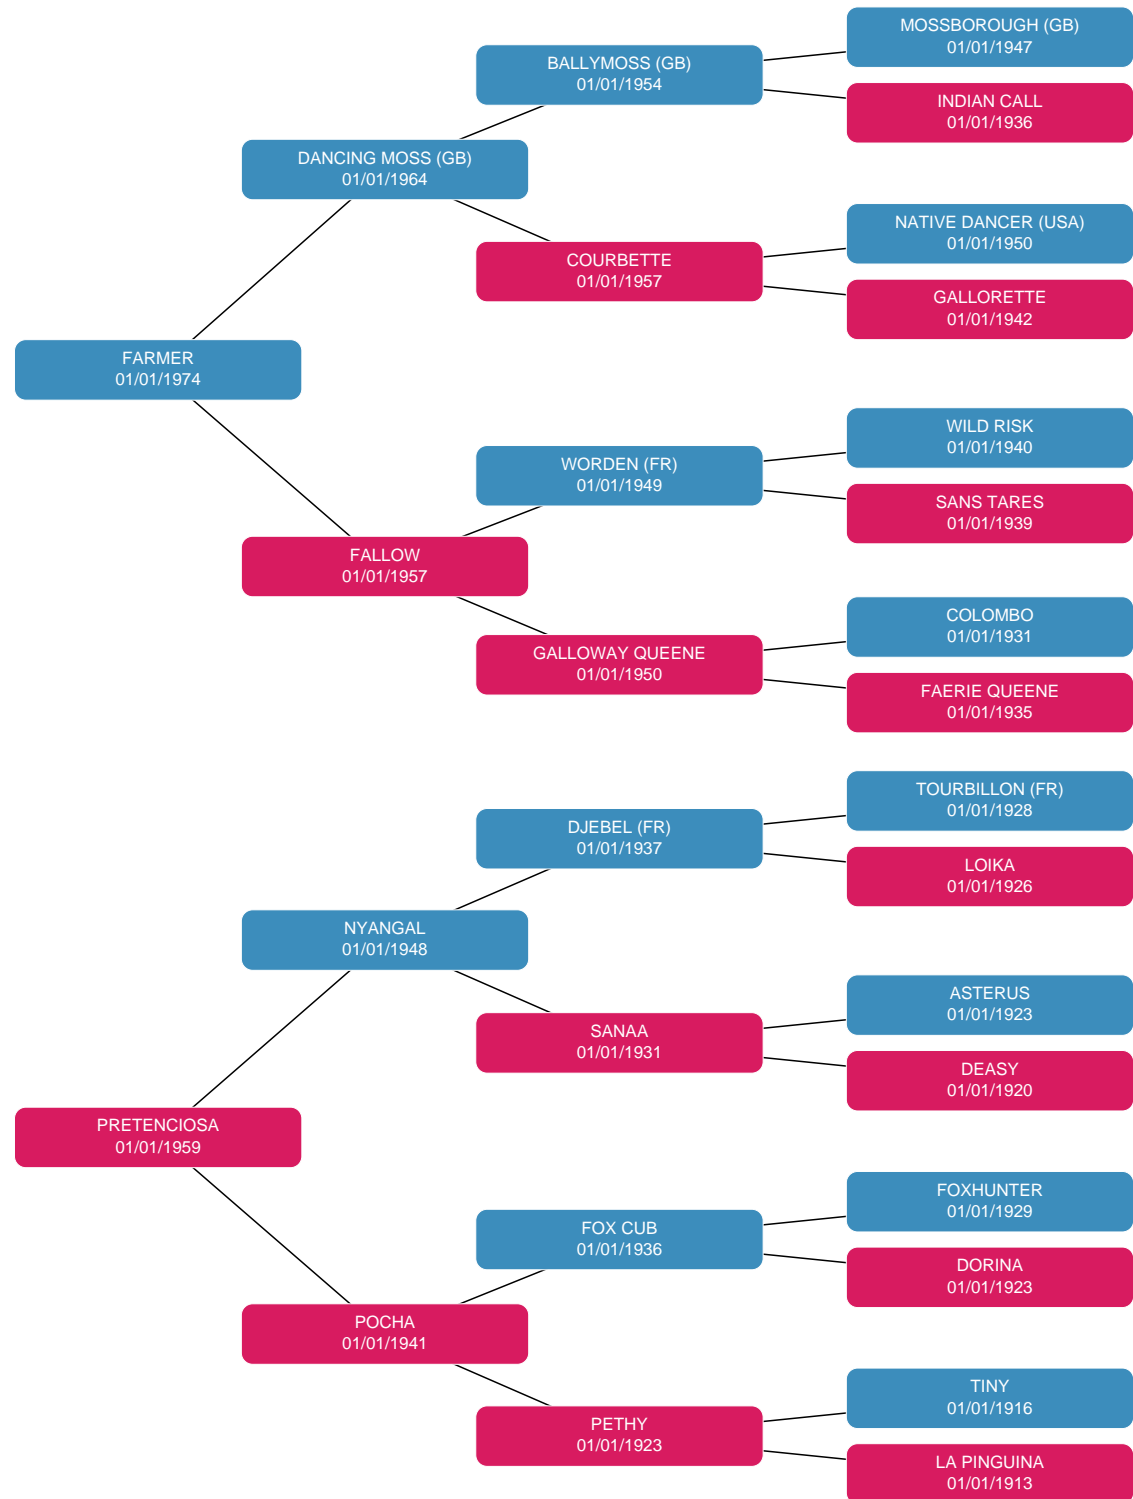 MOSSBOROUGH (GB)
01/01/1947
BALLYMOSS (GB)
01/01/1954
INDIAN CALL
01/01/1936
DANCING MOSS (GB)
01/01/1964
NATIVE DANCER (USA)
01/01/1950
COURBETTE
01/01/1957
GALLORETTE
01/01/1942
FARMER
01/01/1974
WILD RISK
01/01/1940
WORDEN (FR)
01/01/1949
SANS TARES
01/01/1939
FALLOW
01/01/1957
COLOMBO
01/01/1931
GALLOWAY QUEENE
01/01/1950
FAERIE QUEENE
01/01/1935
TOURBILLON (FR)
01/01/1928
DJEBEL (FR)
01/01/1937
LOIKA
01/01/1926
NYANGAL
01/01/1948
ASTERUS
01/01/1923
SANAA
01/01/1931
DEASY
01/01/1920
PRETENCIOSA
01/01/1959
FOXHUNTER
01/01/1929
FOX CUB
01/01/1936
DORINA
01/01/1923
POCHA
01/01/1941
TINY
01/01/1916
PETHY
01/01/1923
LA PINGUINA
01/01/1913